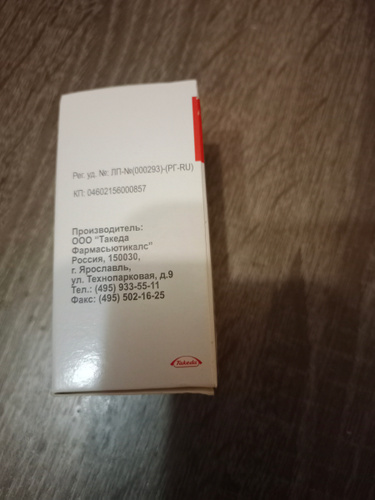 Рег. уд. №: ЛП-№(000293)-(РГ-RU)
КП: 04602156000857
Производитель:
ООО "Такеда
Фармасьютикалс"
Россия, 150030,
г. Ярославль,
ул. Технопарковая, д.9
Тел.: (495) 933-55-11
Факс: (495) 502-16-25
Takeda